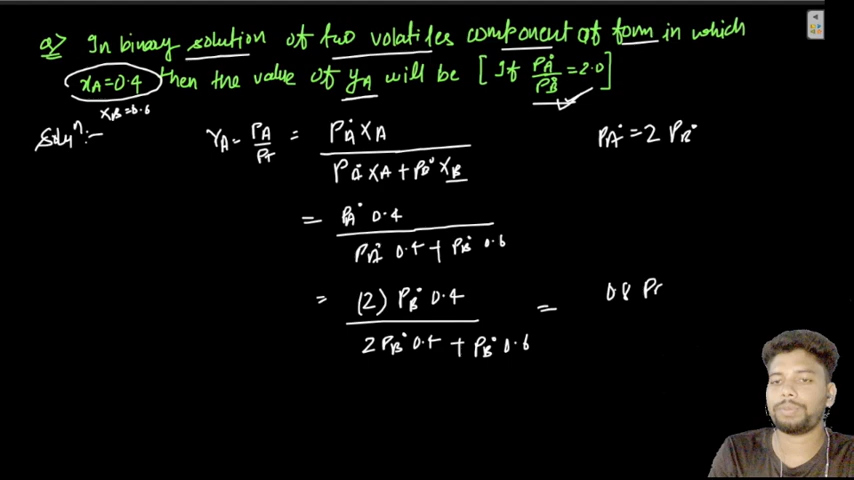 Q> In binary solution of two volatiles component at form in which
xA=0.4 then the value of yA will be [If PA°/PB° = 2.0]
xB=0.6
Solyⁿ:- YA = PA/PT = PA° XA / PA° XA + PB° XB
PA° = 2 PB°
= PA° 0.4 / PA° 0.4 + PB° 0.6
= (2) PB° 0.4 / 2 PB° 0.4 + PB° 0.6 = 0.8 P